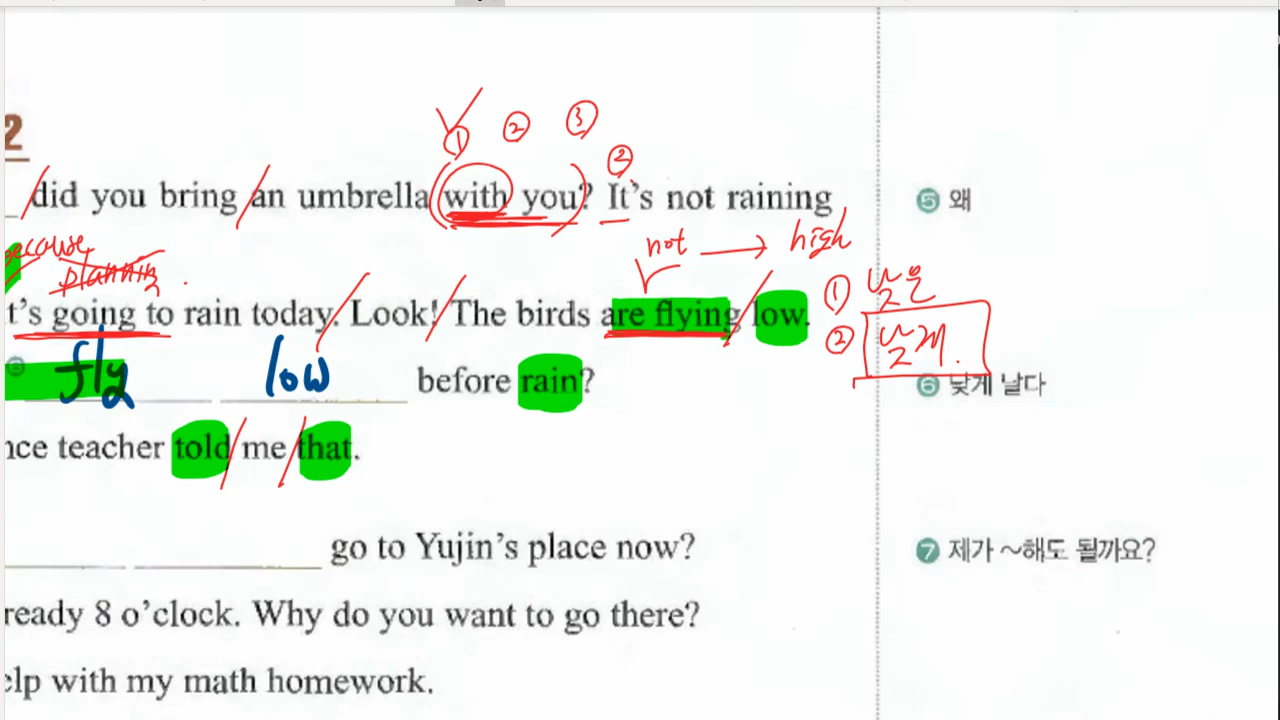 ① ② ③
2
②
did you bring an umbrella (with you)? It's not raining
⑤ 왜
ecause
planning
not → high
① 낮은
t's going to rain today. Look! The birds are flying low.
② 낮게.
fly low before rain?
⑥ 낮게 날다
nce teacher told me that.
go to Yujin's place now?
⑦ 제가 ~해도 될까요?
ready 8 o'clock. Why do you want to go there?
elp with my math homework.